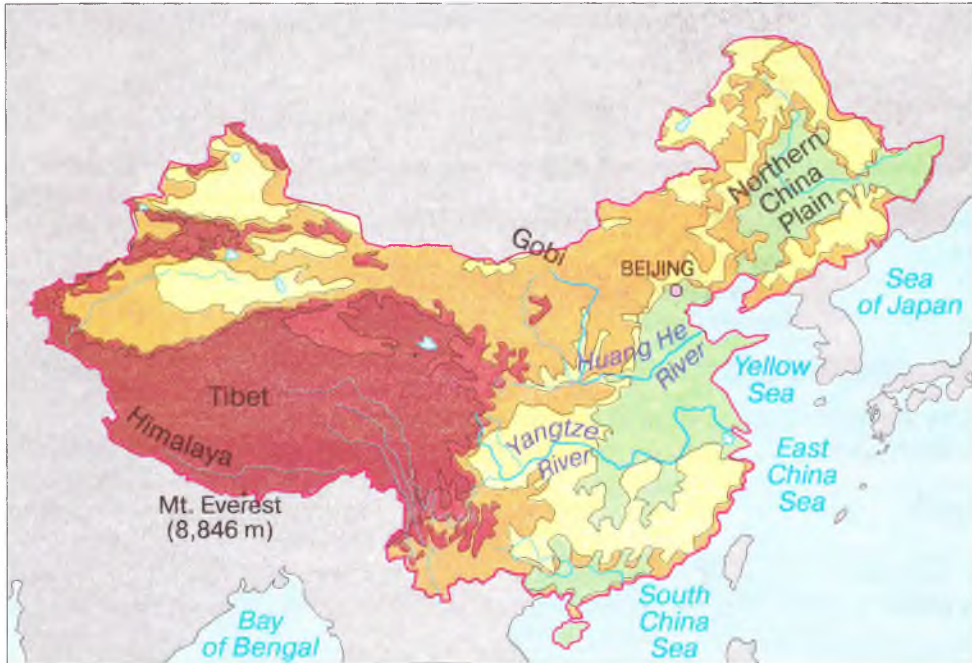 Northern
China
Plain
Gobi
BEIJING
Sea
of Japan
Huang He
River
Yellow
Sea
Tibet
Himalaya
Yangtze
River
East
China
Sea
Mt. Everest
(8,846 m)
South
China
Sea
Bay
of Bengal